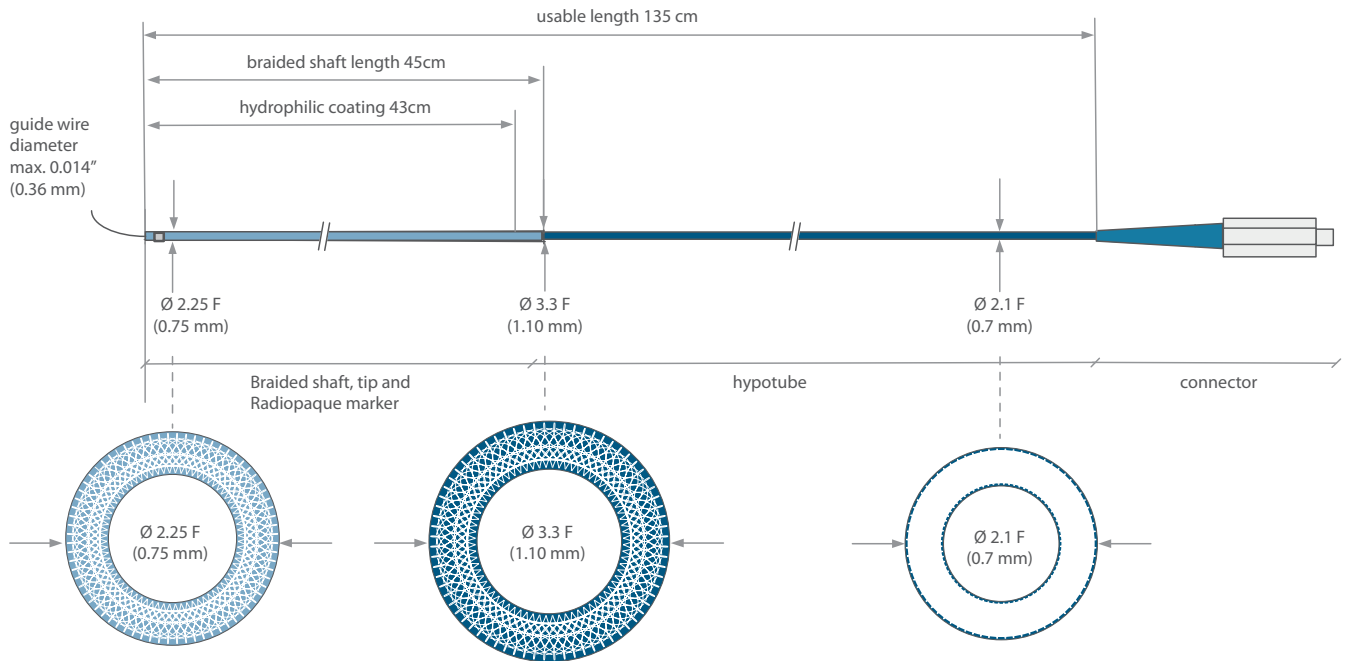 usable length 135 cm
braided shaft length 45cm
hydrophilic coating 43cm
guide wire
diameter
max. 0.014”
(0.36 mm)
Ø 2.25 F
(0.75 mm)
Ø 3.3 F
(1.10 mm)
Ø 2.1 F
(0.7 mm)
Braided shaft, tip and
Radiopaque marker
hypotube
connector
Ø 2.25 F
(0.75 mm)
Ø 3.3 F
(1.10 mm)
Ø 2.1 F
(0.7 mm)